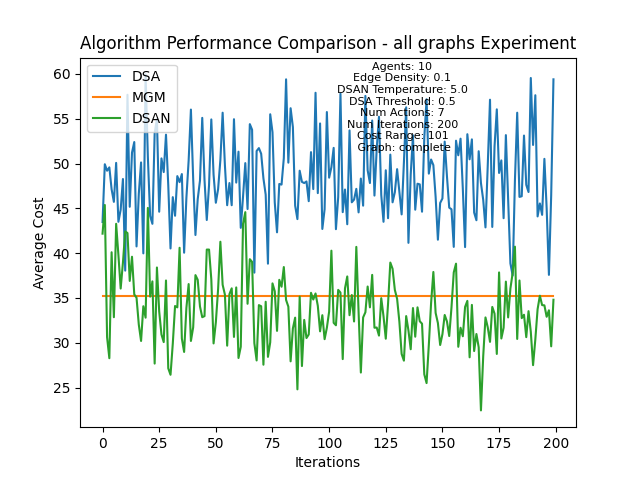 Algorithm Performance Comparison - all graphs Experiment
DSA
MGM
DSAN
Agents: 10
Edge Density: 0.1
DSAN Temperature: 5.0
DSA Threshold: 0.5
Num Actions: 7
Num Iterations: 200
Cost Range: 101
Graph: complete
60
55
50
45
40
35
30
25
Average Cost
0
25
50
75
100
125
150
175
200
Iterations